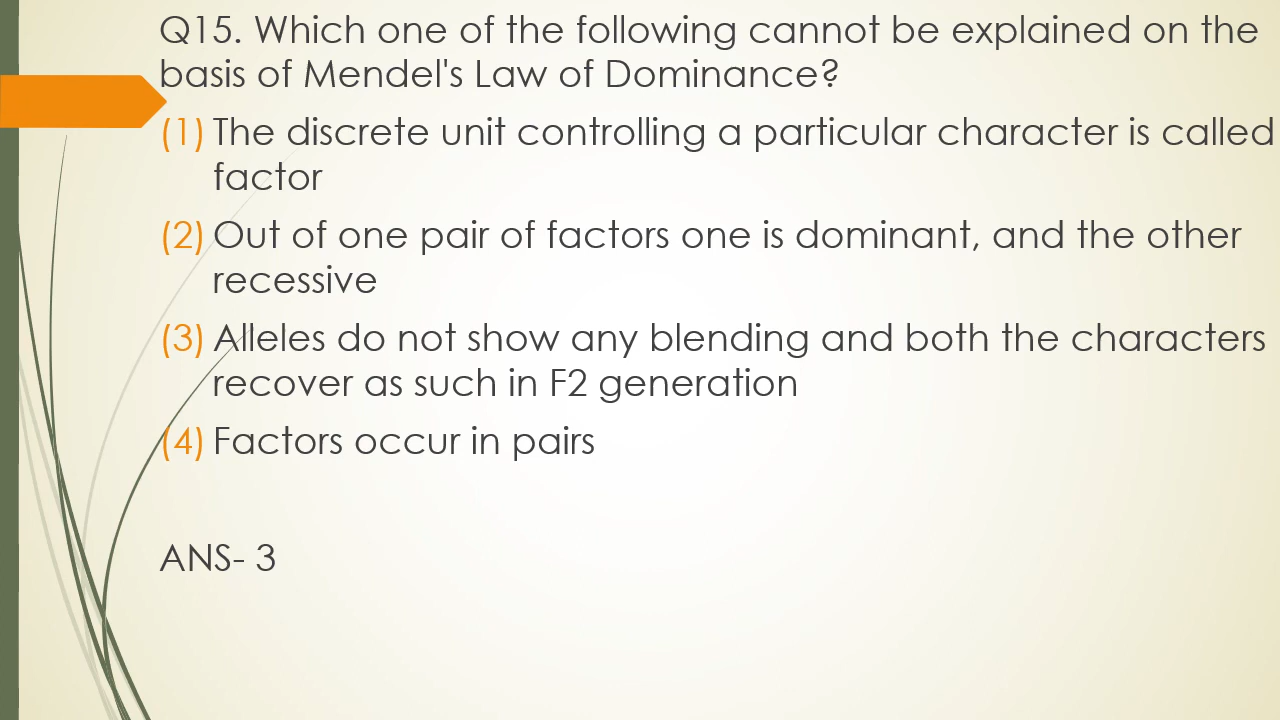 Q15. Which one of the following cannot be explained on the
basis of Mendel's Law of Dominance?
(1) The discrete unit controlling a particular character is called
factor
(2) Out of one pair of factors one is dominant, and the other
recessive
(3) Alleles do not show any blending and both the characters
recover as such in F2 generation
(4) Factors occur in pairs
ANS- 3